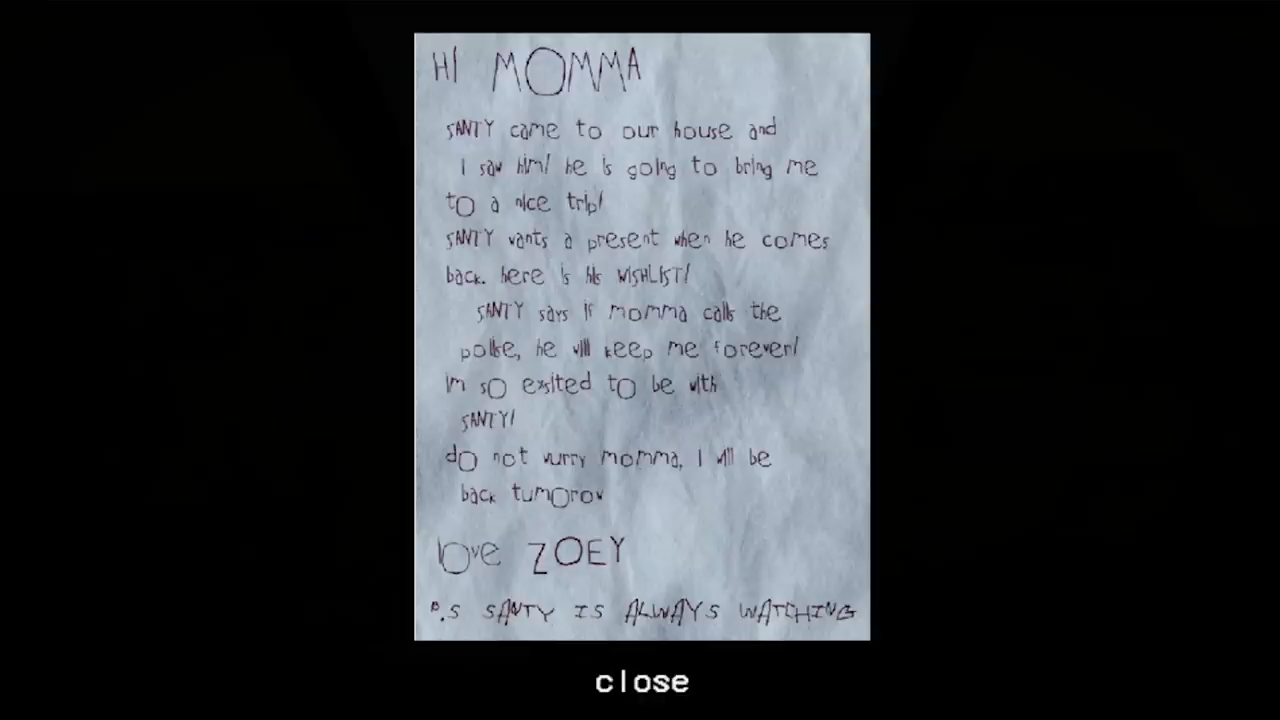 HI MOMMA
SANTY came to our house and
I saw him! he is going to bring me
to a nice trip!
SANTY wants a present when he comes
back. here is his WISHLIST!
SANTY says if momma calls the
polise, he will keep me forever!
im so exsited to be with
SANTY!
do not wurry momma, I will be
back tumorow
love ZOEY
P.S SANTY IS ALWAYS WATCHING
close